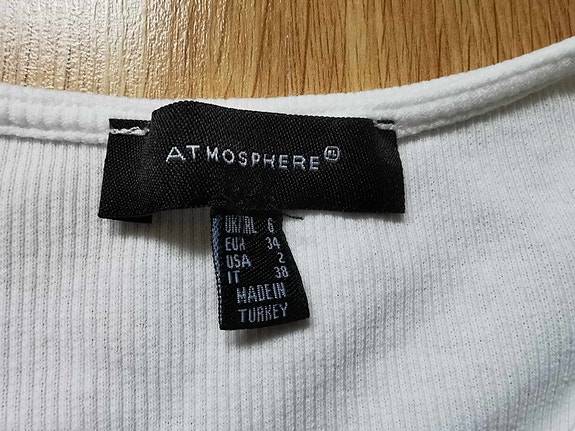 ATMOSPHERE
UK/IRL 6
EUR 34
USA 2
IT 38
MADE IN
TURKEY